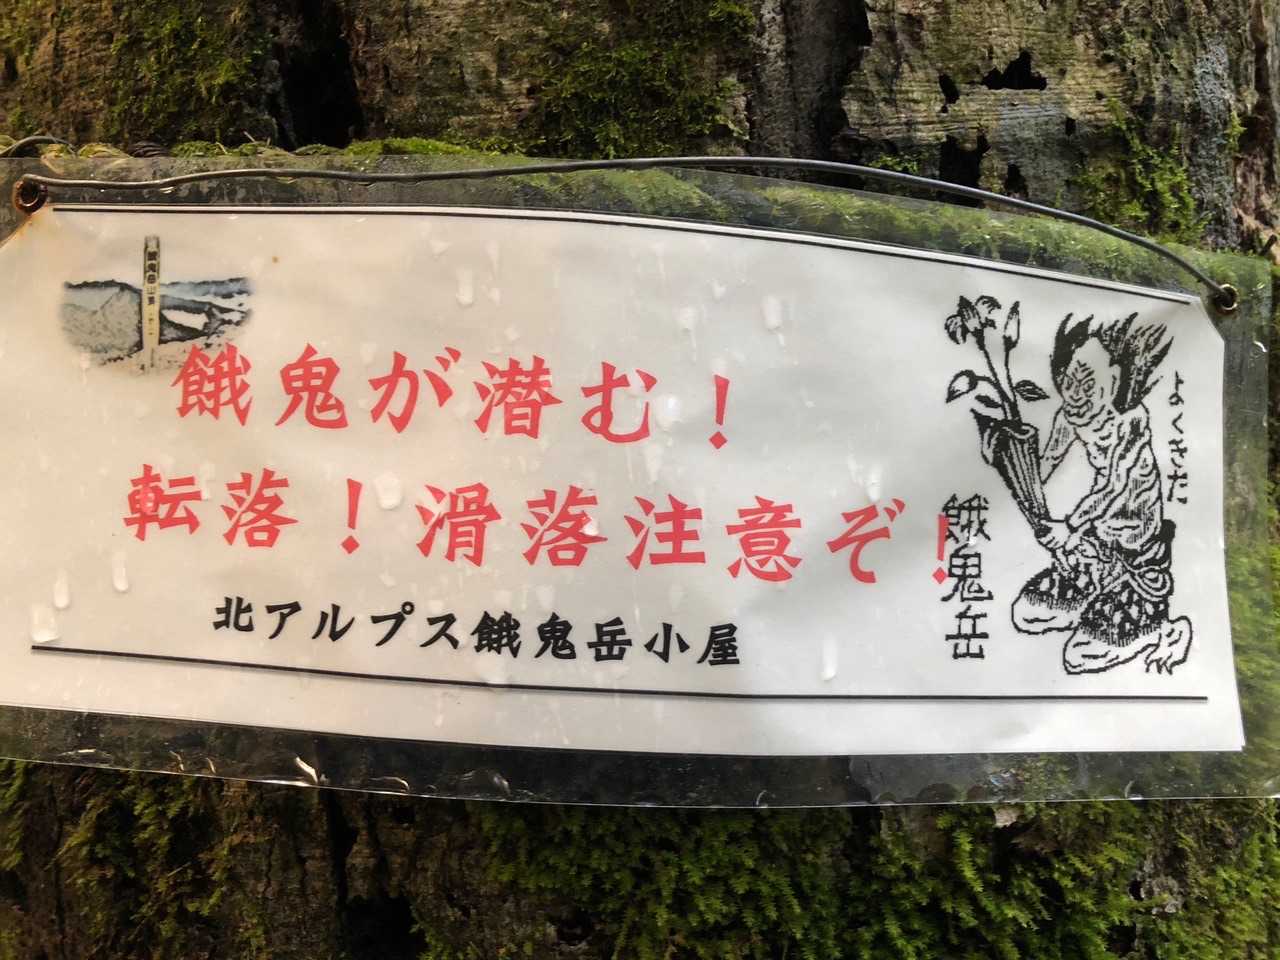 餓鬼が潜む！
転落！滑落注意ぞ！
北アルプス餓鬼岳小屋
よくきた
餓鬼岳